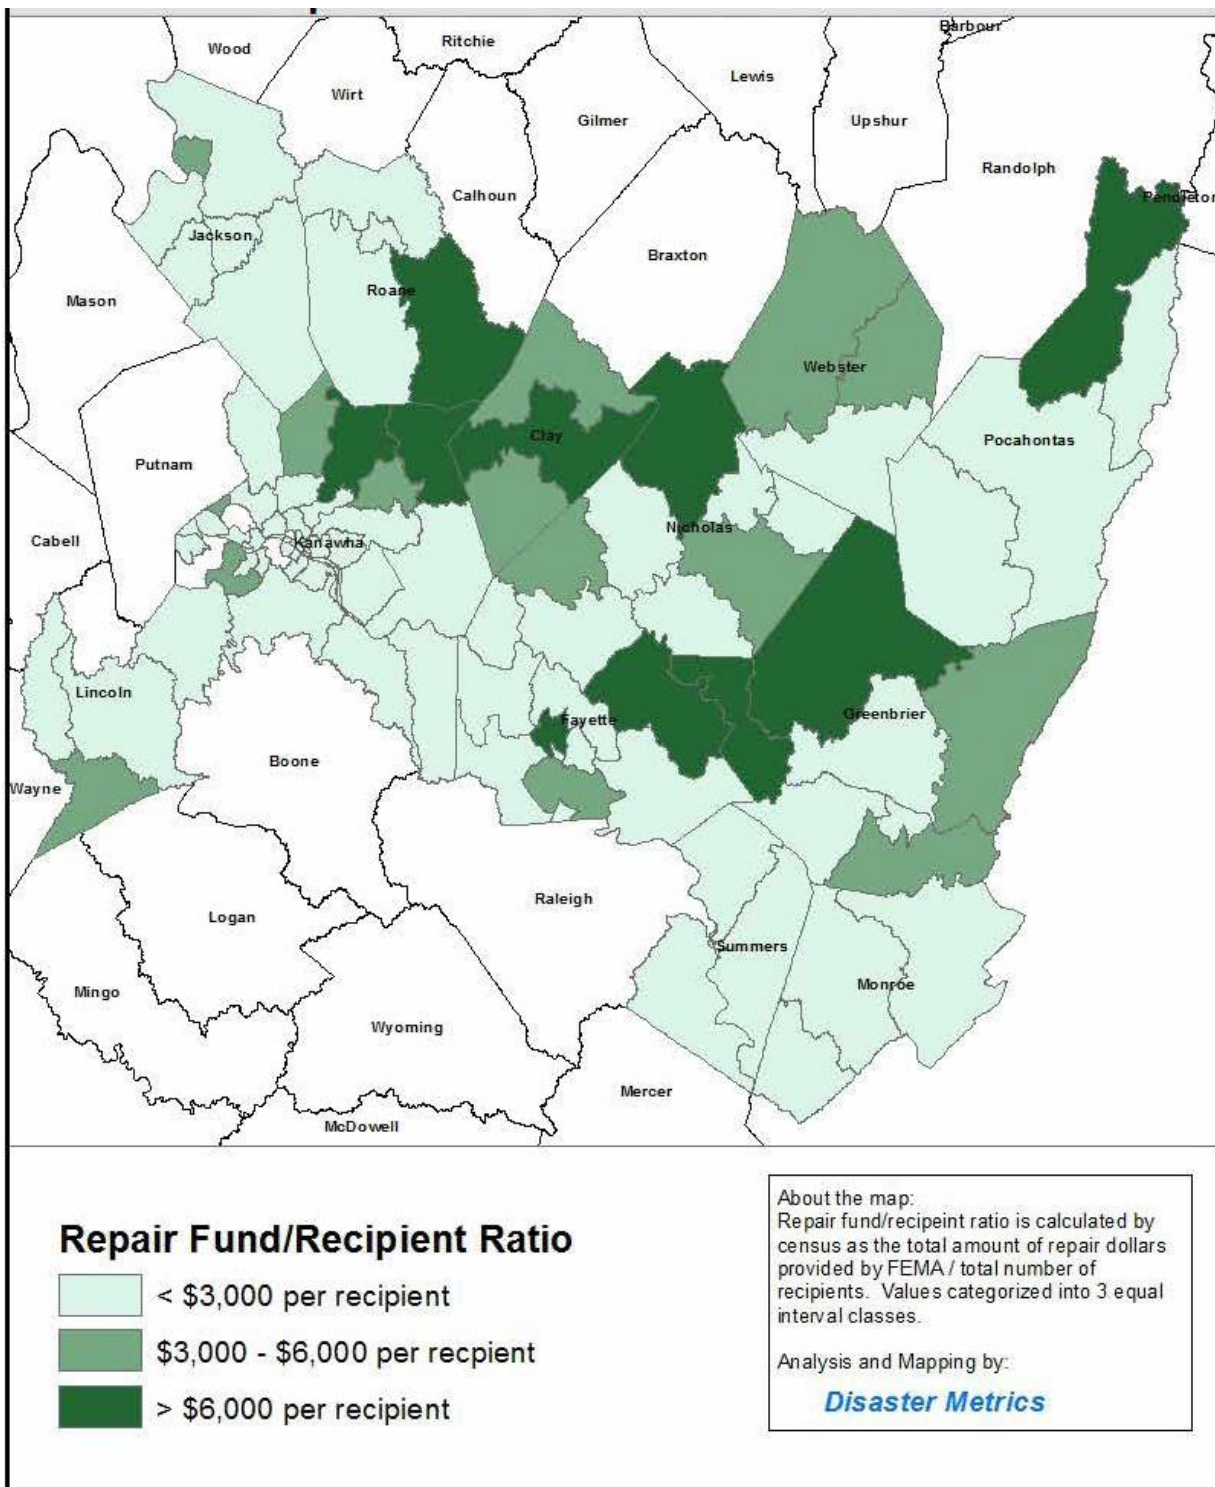 Barbour
Wood
Ritchie
Lewis
Wirt
Gilmer
Upshur
Randolph
Calhoun
Pendleton
Jackson
Braxton
Roane
Mason
Webster
Clay
Pocahontas
Putnam
Nicholas
Cabell
Kanawha
Lincoln
Greenbrier
Fayette
Boone
Wayne
Raleigh
Logan
Summers
Monroe
Mingo
Wyoming
Mercer
McDowell
Repair Fund/Recipient Ratio
< $3,000 per recipient
$3,000 - $6,000 per recpient
> $6,000 per recipient
About the map:
Repair fund/recipeint ratio is calculated by
census as the total amount of repair dollars
provided by FEMA / total number of
recipients. Values categorized into 3 equal
interval classes.
Analysis and Mapping by:
Disaster Metrics